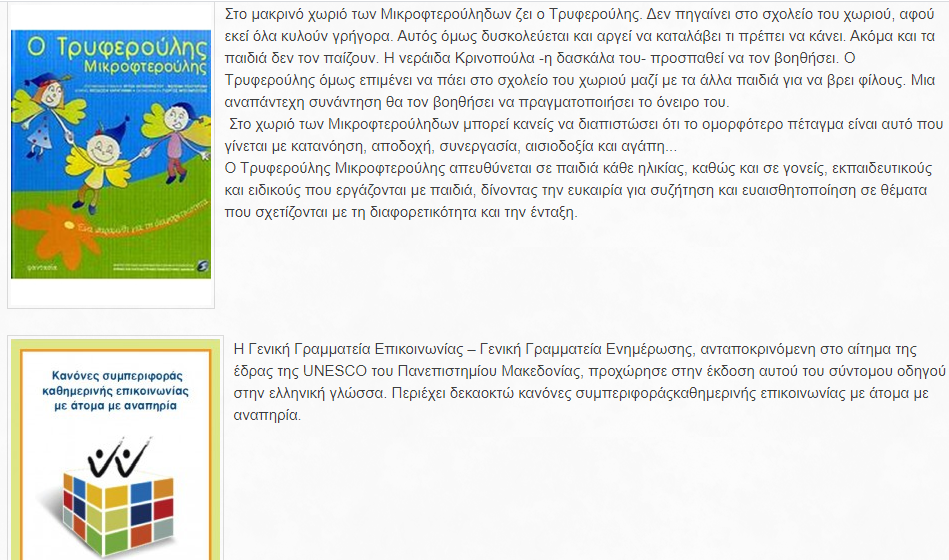 Ο Τρυφερούλης
Μικροφτερούλης
Ένα παραμύθι για τη διαφορετικότητα
φαντασία
Στο μακρινό χωριό των Μικροφτερούληδων ζει ο Τρυφερούλης. Δεν πηγαίνει στο σχολείο του χωριού, αφού
εκεί όλα κυλούν γρήγορα. Αυτός όμως δυσκολεύεται και αργεί να καταλάβει τι πρέπει να κάνει. Ακόμα και τα
παιδιά δεν τον παίζουν. Η νεράιδα Κρινοπούλα -η δασκάλα του- προσπαθεί να τον βοηθήσει. Ο
Τρυφερούλης όμως επιμένει να πάει στο σχολείο του χωριού μαζί με τα άλλα παιδιά για να βρει φίλους. Μια
αναπάντεχη συνάντηση θα τον βοηθήσει να πραγματοποιήσει το όνειρο του.
Στο χωριό των Μικροφτερούληδων μπορεί κανείς να διαπιστώσει ότι το ομορφότερο πέταγμα είναι αυτό που
γίνεται με κατανόηση, αποδοχή, συνεργασία, αισιοδοξία και αγάπη...
Ο Τρυφερούλης Μικροφτερούλης απευθύνεται σε παιδιά κάθε ηλικίας, καθώς και σε γονείς, εκπαιδευτικούς
και ειδικούς που εργάζονται με παιδιά, δίνοντας την ευκαιρία για συζήτηση και ευαισθητοποίηση σε θέματα
που σχετίζονται με τη διαφορετικότητα και την ένταξη.
Κανόνες συμπεριφοράς
καθημερινής επικοινωνίας
με άτομα με αναπηρία
Η Γενική Γραμματεία Επικοινωνίας – Γενική Γραμματεία Ενημέρωσης, ανταποκρινόμενη στο αίτημα της
έδρας της UNESCO του Πανεπιστημίου Μακεδονίας, προχώρησε στην έκδοση αυτού του σύντομου οδηγού
στην ελληνική γλώσσα. Περιέχει δεκαοκτώ κανόνες συμπεριφοράςκαθημερινής επικοινωνίας με άτομα με
αναπηρία.